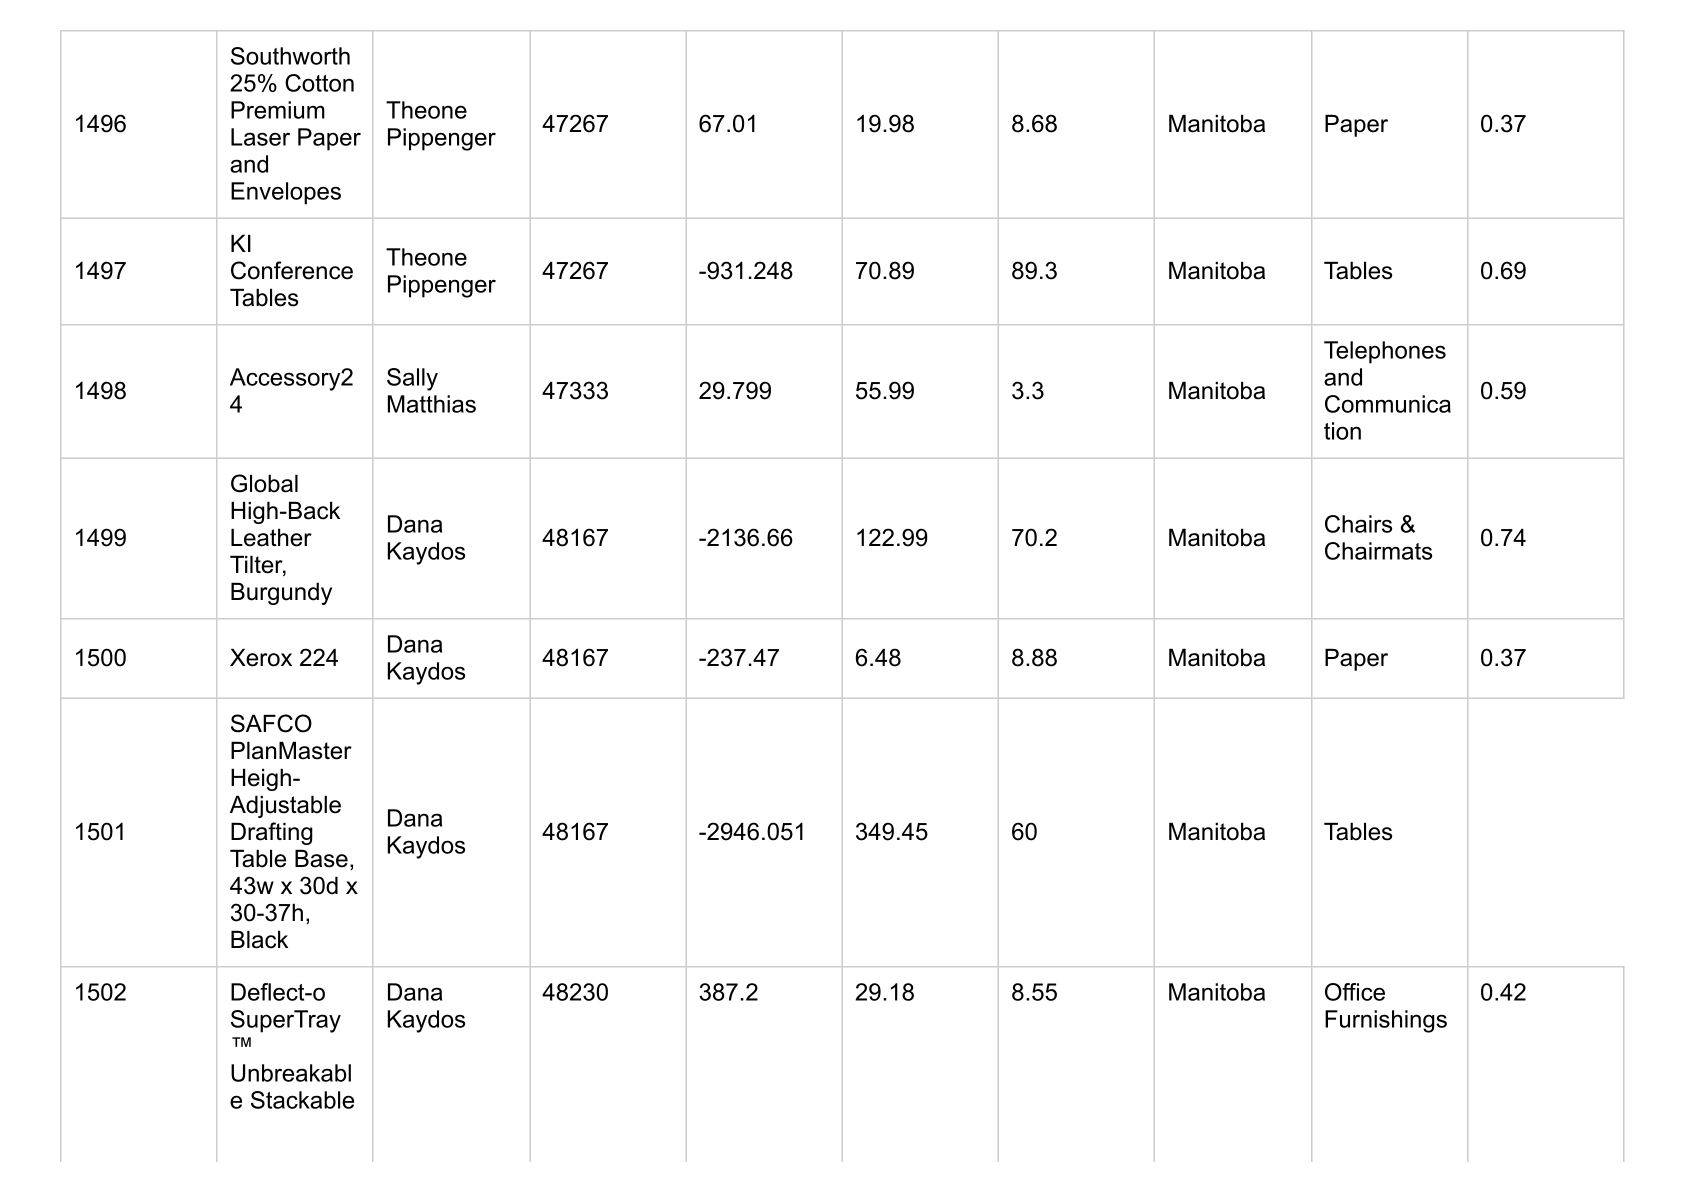 1496 Southworth 25% Cotton Premium Laser Paper and Envelopes Theone Pippenger 47267 67.01 19.98 8.68 Manitoba Paper 0.37
1497 KI Conference Tables Theone Pippenger 47267 -931.248 70.89 89.3 Manitoba Tables 0.69
1498 Accessory24 Sally Matthias 47333 29.799 55.99 3.3 Manitoba Telephones and Communication 0.59
1499 Global High-Back Leather Tilter, Burgundy Dana Kaydos 48167 -2136.66 122.99 70.2 Manitoba Chairs & Chairmats 0.74
1500 Xerox 224 Dana Kaydos 48167 -237.47 6.48 8.88 Manitoba Paper 0.37
1501 SAFCO PlanMaster Heigh-Adjustable Drafting Table Base, 43w x 30d x 30-37h, Black Dana Kaydos 48167 -2946.051 349.45 60 Manitoba Tables
1502 Deflect-o SuperTray™ Unbreakable Stackable Dana Kaydos 48230 387.2 29.18 8.55 Manitoba Office Furnishings 0.42